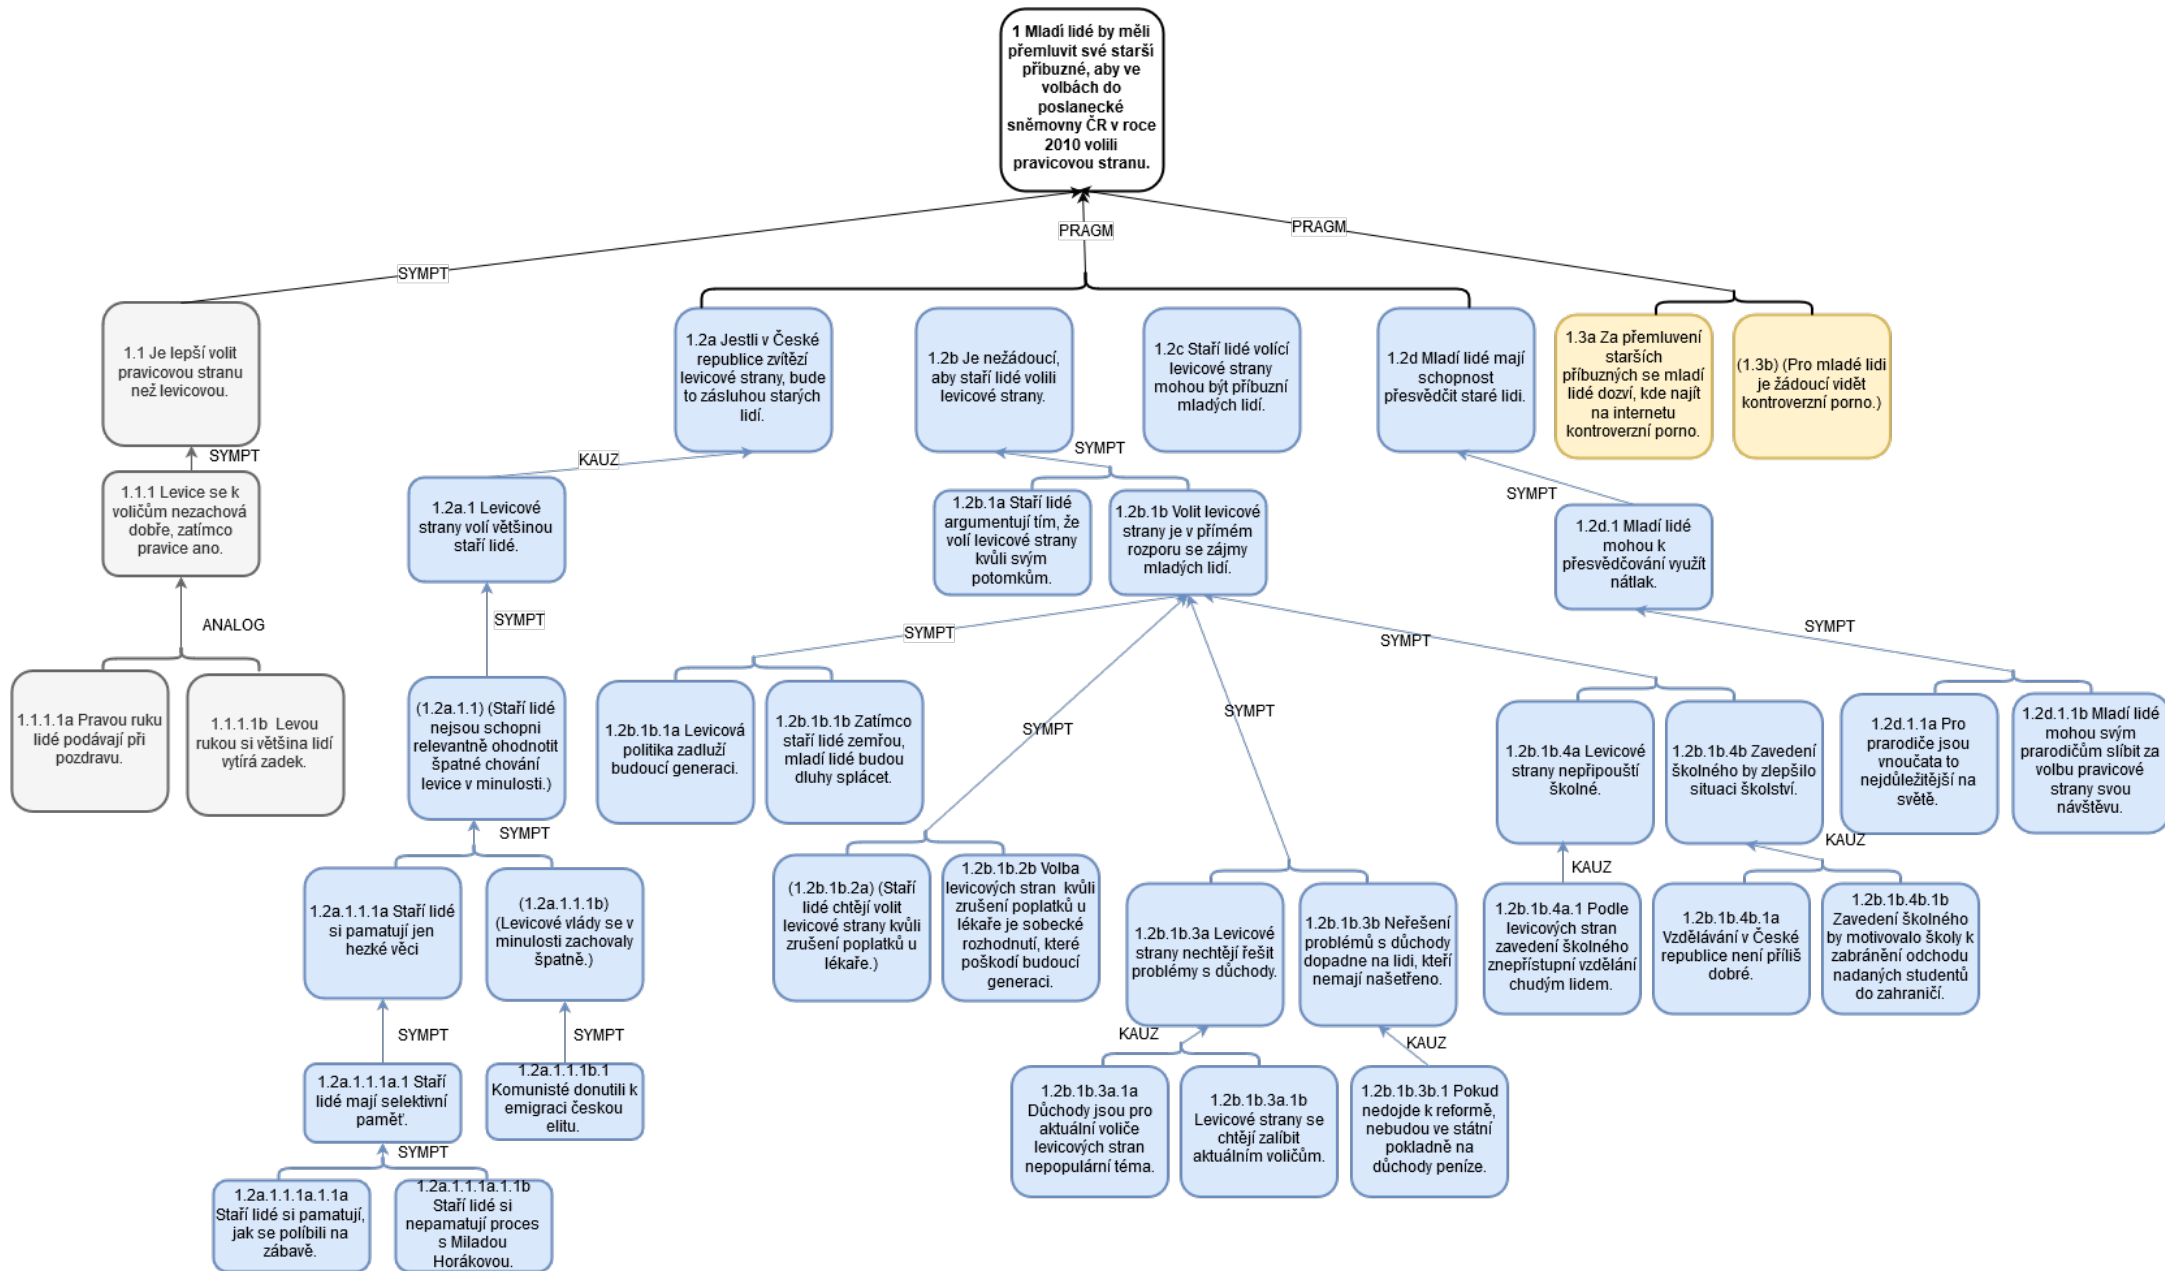 1 Mladí lidé by měli
přemluvit své starší
příbuzné, aby ve
volbách do
poslanecké
sněmovny ČR v roce
2010 volili
pravicovou stranu.
SYMPT
PRAGM
PRAGM
1.1 Je lepší volit
pravicovou stranu
než levicovou.
1.2a Jestli v České
republice zvítězí
levicové strany, bude
to zásluhou starých
lidí.
1.2b Je nežádoucí,
aby staří lidé volili
levicové strany.
1.2c Staří lidé volící
levicové strany
mohou být příbuzní
mladých lidí.
1.2d Mladí lidé mají
schopnost
přesvědčit staré lidi.
1.3a Za přemluvení
starších
příbuzných se mladí
lidé dozví, kde najít
na internetu
kontroverzní porno.
(1.3b) (Pro mladé lidi
je žádoucí vidět
kontroverzní porno.)
SYMPT
KAUZ
SYMPT
SYMPT
1.1.1 Levice se k
voličům nezachová
dobře, zatímco
pravice ano.
1.2a.1 Levicové
strany volí většinou
staří lidé.
1.2b.1a Staří lidé
argumentují tím, že
volí levicové strany
kvůli svým
potomkům.
1.2b.1b Volit levicové
strany je v přímém
rozporu se zájmy
mladých lidí.
1.2d.1 Mladí lidé
mohou k
přesvědčování využít
nátlak.
ANALOG
SYMPT
SYMPT
SYMPT
SYMPT
SYMPT
SYMPT
1.1.1.1a Pravou ruku
lidé podávají při
pozdravu.
1.1.1.1b Levou
rukou si většina lidí
vytírá zadek.
(1.2a.1.1) (Staří lidé
nejsou schopni
relevantně ohodnotit
špatné chování
levice v minulosti.)
1.2b.1b.1a Levicová
politika zadluží
budoucí generaci.
1.2b.1b.1b Zatímco
staří lidé zemřou,
mladí lidé budou
dluhy splácet.
1.2b.1b.4a Levicové
strany nepřipouští
školné.
1.2b.1b.4b Zavedení
školného by zlepšilo
situaci školství.
1.2d.1.1a Pro
prarodiče jsou
vnoučata to
nejdůležitější na
světě.
1.2d.1.1b Mladí lidé
mohou svým
prarodičům slíbit za
volbu pravicové
strany svou
návštěvu.
SYMPT
KAUZ
KAUZ
1.2a.1.1.1a Staří lidé
si pamatují jen
hezké věci
(1.2a.1.1.1b)
(Levicové vlády se v
minulosti zachovaly
špatně.)
(1.2b.1b.2a) (Staří
lidé chtějí volit
levicové strany kvůli
zrušení poplatků u
lékaře.)
1.2b.1b.2b Volba
levicových stran  kvůli
zrušení poplatků u
lékaře je sobecké
rozhodnutí, které
poškodí budoucí
generaci.
1.2b.1b.3a Levicové
strany nechtějí řešit
problémy s důchody.
1.2b.1b.3b Neřešení
problémů s důchody
dopadne na lidi, kteří
nemají našetřeno.
1.2b.1b.4a.1 Podle
levicových stran
zavedení školného
znepřístupní vzdělání
chudým lidem.
1.2b.1b.4b.1a
Vzdělávání v České
republice není příliš
dobré.
1.2b.1b.4b.1b
Zavedení školného
by motivovalo školy k
zabránění odchodu
nadaných studentů
do zahraničí.
SYMPT
SYMPT
KAUZ
KAUZ
1.2a.1.1.1a.1 Staří
lidé mají selektivní
paměť.
1.2a.1.1.1b.1
Komunisté donutili k
emigraci českou
elitu.
1.2b.1b.3a.1a
Důchody jsou pro
aktuální voliče
levicových stran
nepopulární téma.
1.2b.1b.3a.1b
Levicové strany se
chtějí zalíbit
aktuálním voličům.
1.2b.1b.3b.1 Pokud
nedojde k reformě,
nebudou ve státní
pokladně na
důchody peníze.
SYMPT
1.2a.1.1.1a.1.1a
Staří lidé si pamatují,
jak se políbili na
zábavě.
1.2a.1.1.1a.1.1b
Staří lidé si
nepamatují proces
s Miladou
Horákovou.